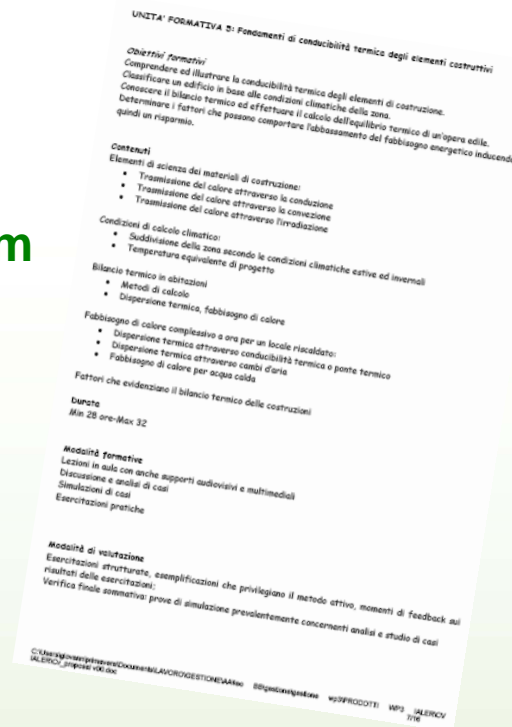 m
UNITA' FORMATIVA 5: Fondamenti di conducibilità termica degli elementi costruttivi
Obiettivi formativi
Comprendere ed illustrare la conducibilità termica degli elementi di costruzione.
Classificare un edificio in base alle condizioni climatiche della zona.
Conoscere il bilancio termico ed effettuare il calcolo dell'equilibrio termico di un'opera edile.
Determinare i fattori che possono comportare l'abbassamento del fabbisogno energetico inducendo
quindi un risparmio.
Contenuti
Elementi di scienza dei materiali di costruzione:
• Trasmissione del calore attraverso la conduzione
• Trasmissione del calore attraverso la convezione
• Trasmissione del calore attraverso l'irradiazione
Condizioni di calcolo climatico:
• Suddivisione della zona secondo le condizioni climatiche estive ed invernali
• Temperatura equivalente di progetto
Bilancio termico in abitazioni
• Metodi di calcolo
• Dispersione termica, fabbisogno di calore
Fabbisogno di calore complessivo a ora per un locale riscaldato:
• Dispersione termica attraverso conducibilità termica o ponte termico
• Dispersione termica attraverso cambi d'aria
• Fabbisogno di calore per acqua calda
Fattori che evidenziano il bilancio termico delle costruzioni
Durata
Min 28 ore-Max 32
Modalità formative
Lezioni in aula con anche supporti audiovisivi e multimediali
Discussione e analisi di casi
Simulazioni di casi
Esercitazioni pratiche
Modalità di valutazione
Esercitazioni strutturate, esemplificazioni che privilegiano il metodo attivo, momenti di feedback sui
risultati delle esercitazioni;
Verifica finale sommativa: prove di simulazione prevalentemente concernenti analisi e studio di casi
WP3
7/16